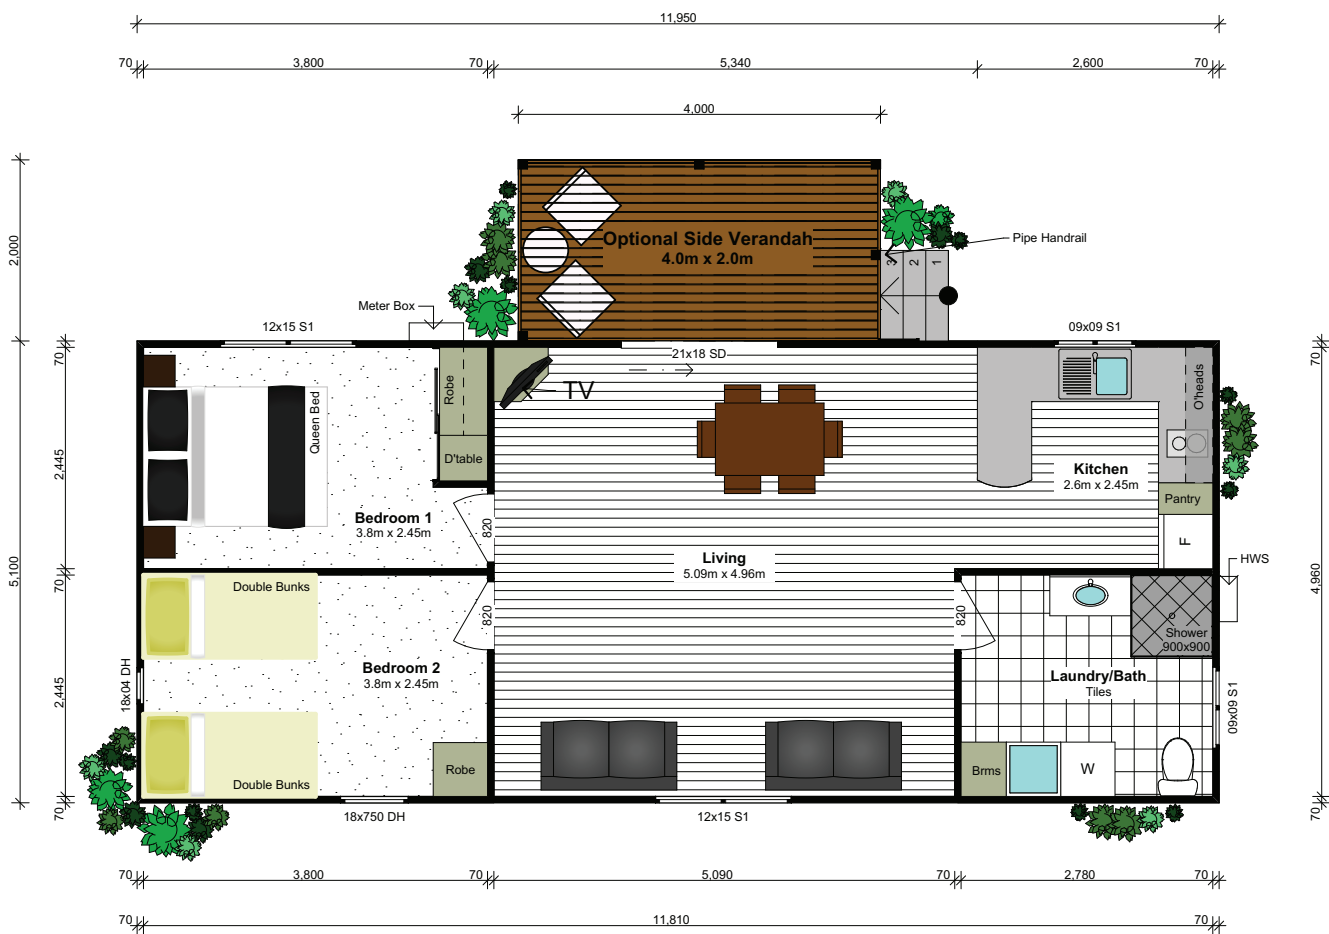 11,950
70
3,800
70
5,340
2,600
70
4,000
2,000
Optional Side Verandah
4.0m x 2.0m
3
2
1
Pipe Handrail
Meter Box
12x15 S1
09x09 S1
21x18 SD
TV
Robe
D'table
Queen Bed
O'heads
Kitchen
2.6m x 2.45m
Pantry
F
Bedroom 1
3.8m x 2.45m
820
Living
5.09m x 4.96m
HWS
Double Bunks
820
820
Shower
900x900
Bedroom 2
3.8m x 2.45m
Laundry/Bath
Tiles
18x04 DH
09x09 S1
Double Bunks
Robe
Brms
W
18x750 DH
12x15 S1
70
2,445
70
2,445
70
5,100
70
4,960
70
70
3,800
70
5,090
70
2,780
70
70
11,810
70